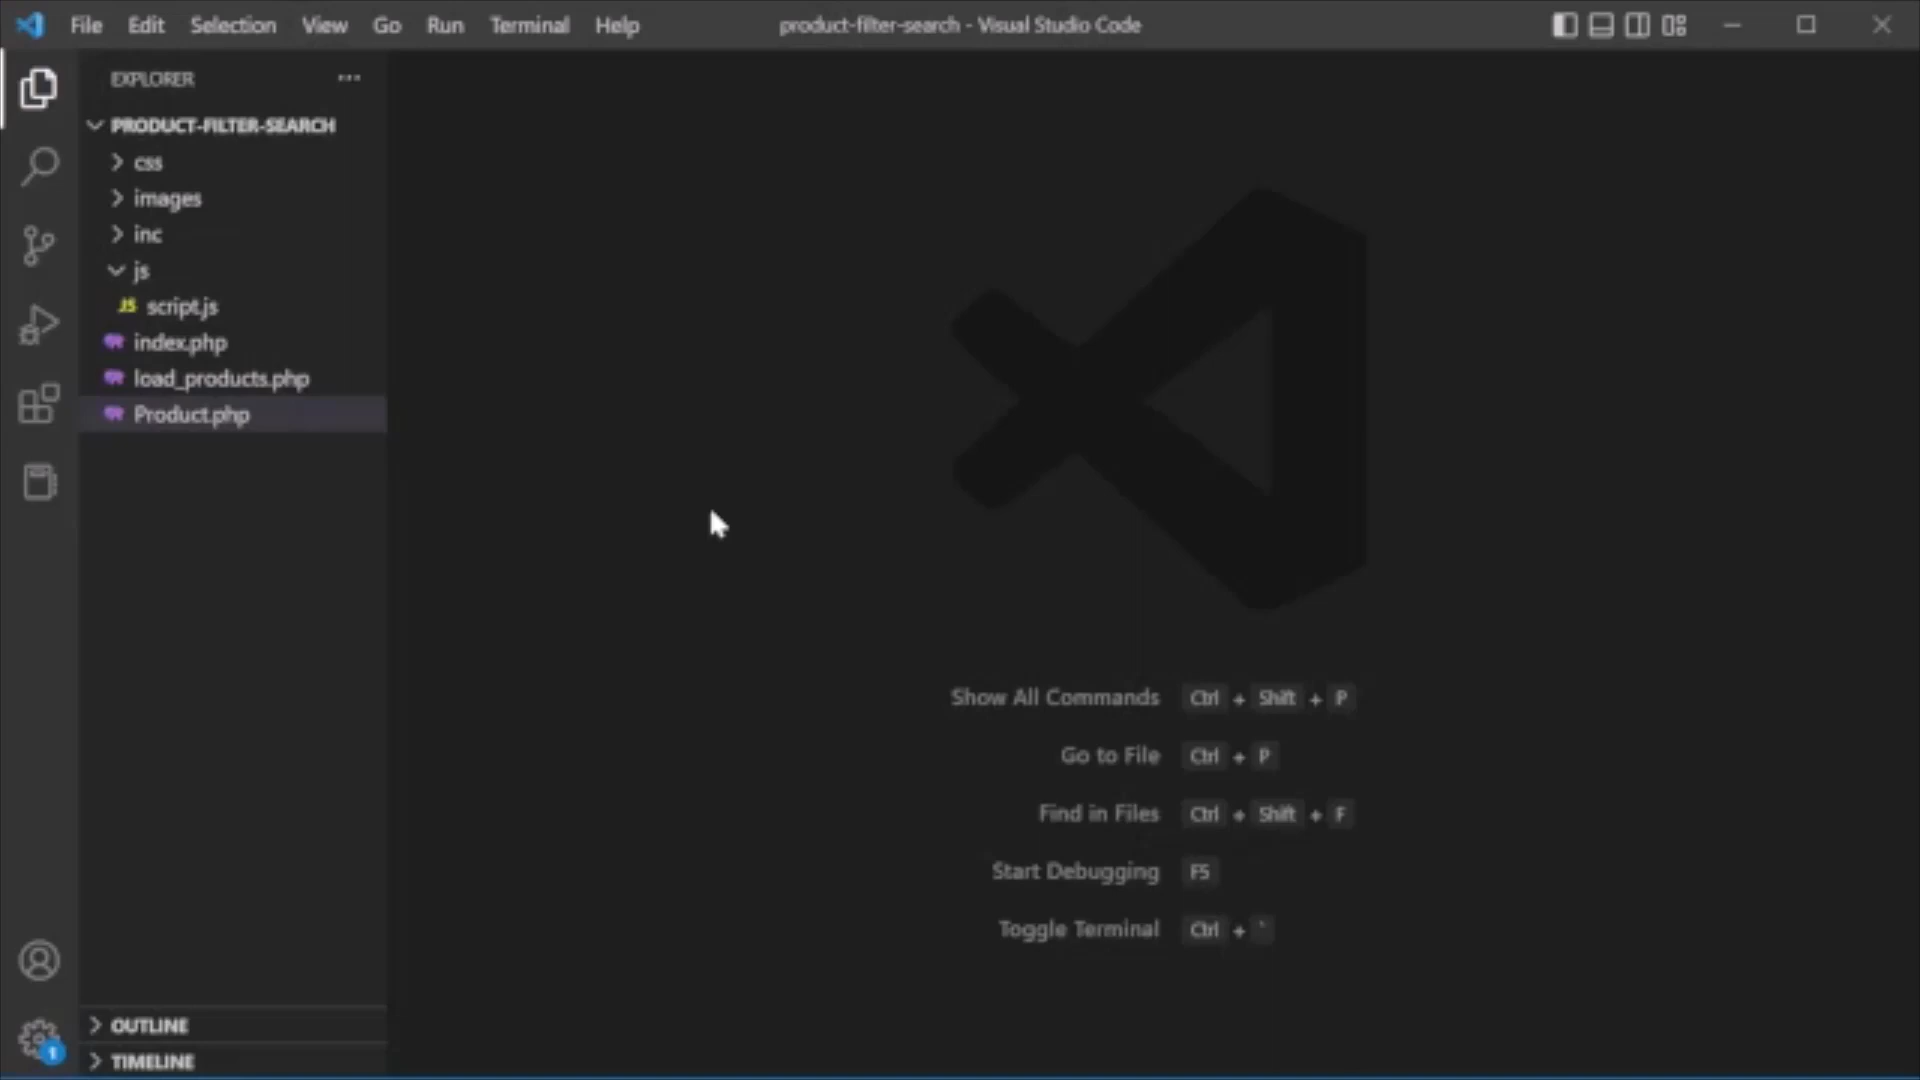 File Edit Selection View Go Run Terminal Help
product-filter-search - Visual Studio Code
EXPLORER
PRODUCT-FILTER-SEARCH
css
images
inc
js
JS script.js
index.php
load_products.php
Product.php
Show All Commands Ctrl + Shift + P
Go to File Ctrl + P
Find in Files Ctrl + Shift + F
Start Debugging F5
Toggle Terminal Ctrl + `
1
OUTLINE
TIMELINE